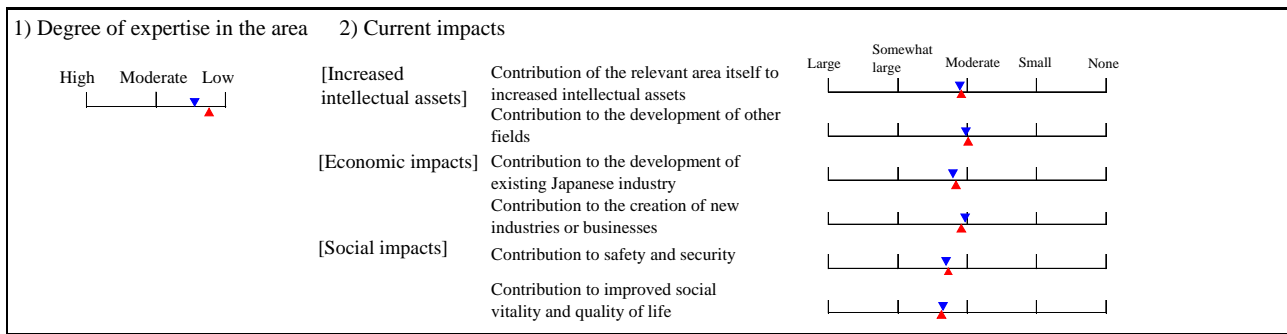 1) Degree of expertise in the area 2) Current impacts
High Moderate Low
[Increased
intellectual assets]
Contribution of the relevant area itself to
increased intellectual assets
Large Somewhat
large Moderate Small None
Contribution to the development of other
fields
[Economic impacts]
Contribution to the development of
existing Japanese industry
Contribution to the creation of new
industries or businesses
[Social impacts]
Contribution to safety and security
Contribution to improved social
vitality and quality of life